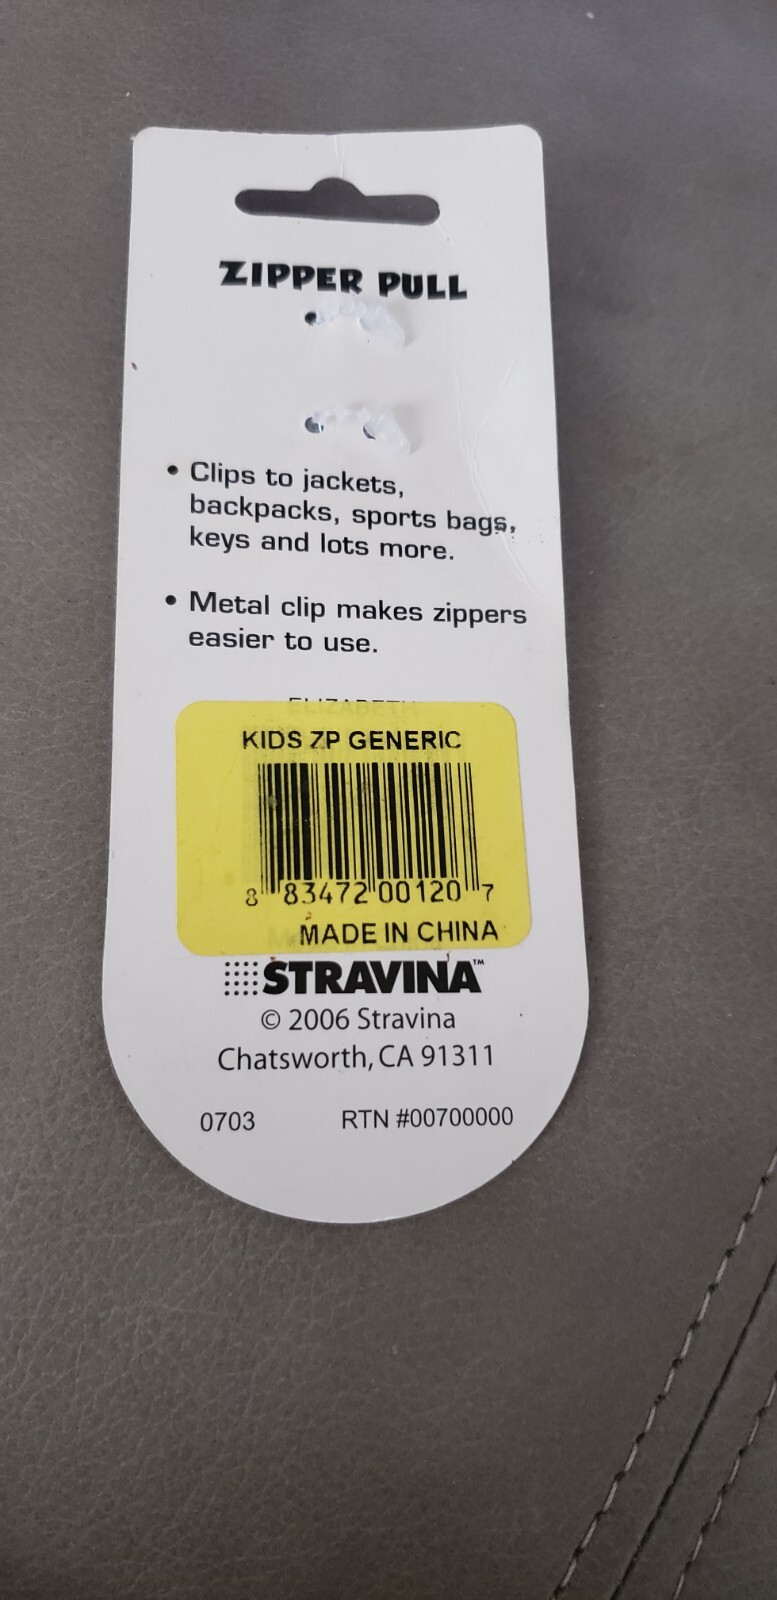 ZIPPER PULL
• Clips to jackets,
backpacks, sports bags,
keys and lots more.
• Metal clip makes zippers
easier to use.
ELIZABETH
KIDS ZP GENERIC
8 83472 00120 7
MADE IN CHINA
STRAVINA™
© 2006 Stravina
Chatsworth, CA 91311
0703 RTN #00700000